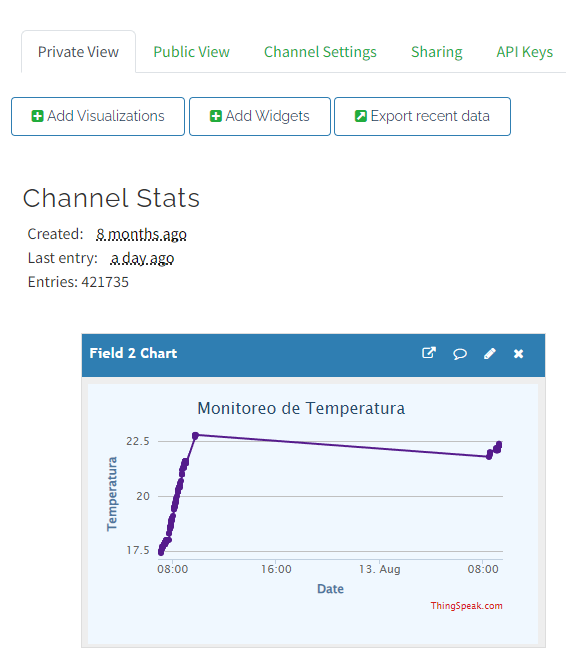 Private View Public View Channel Settings Sharing API Keys
Add Visualizations Add Widgets Export recent data
Channel Stats
Created: 8 months ago
Last entry: a day ago
Entries: 421735
Field 2 Chart
Monitoreo de Temperatura
Temperatura
22.5
20
17.5
08:00 16:00 13. Aug 08:00
Date
ThingSpeak.com